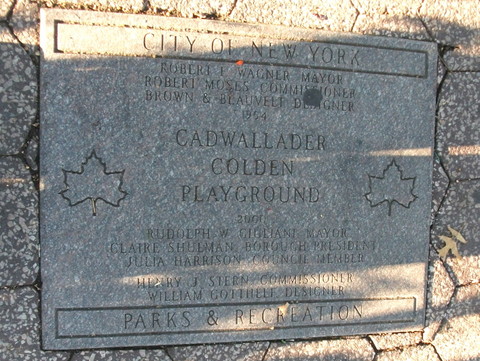 CITY OF NEW YORK
ROBERT F. WAGNER MAYOR
ROBERT MOSES COMMISSIONER
BROWN & BLAUVELT DESIGNER
1954
CADWALLADER
COLDEN
PLAYGROUND
2001
RUDOLPH W. GIULIANI, MAYOR
CLAIRE SHULMAN, BOROUGH PRESIDENT
JULIA HARRISON, COUNCIL MEMBER
HENRY J. STERN, COMMISSIONER
WILLIAM GOTTHELF, DESIGNER
PARKS & RECREATION